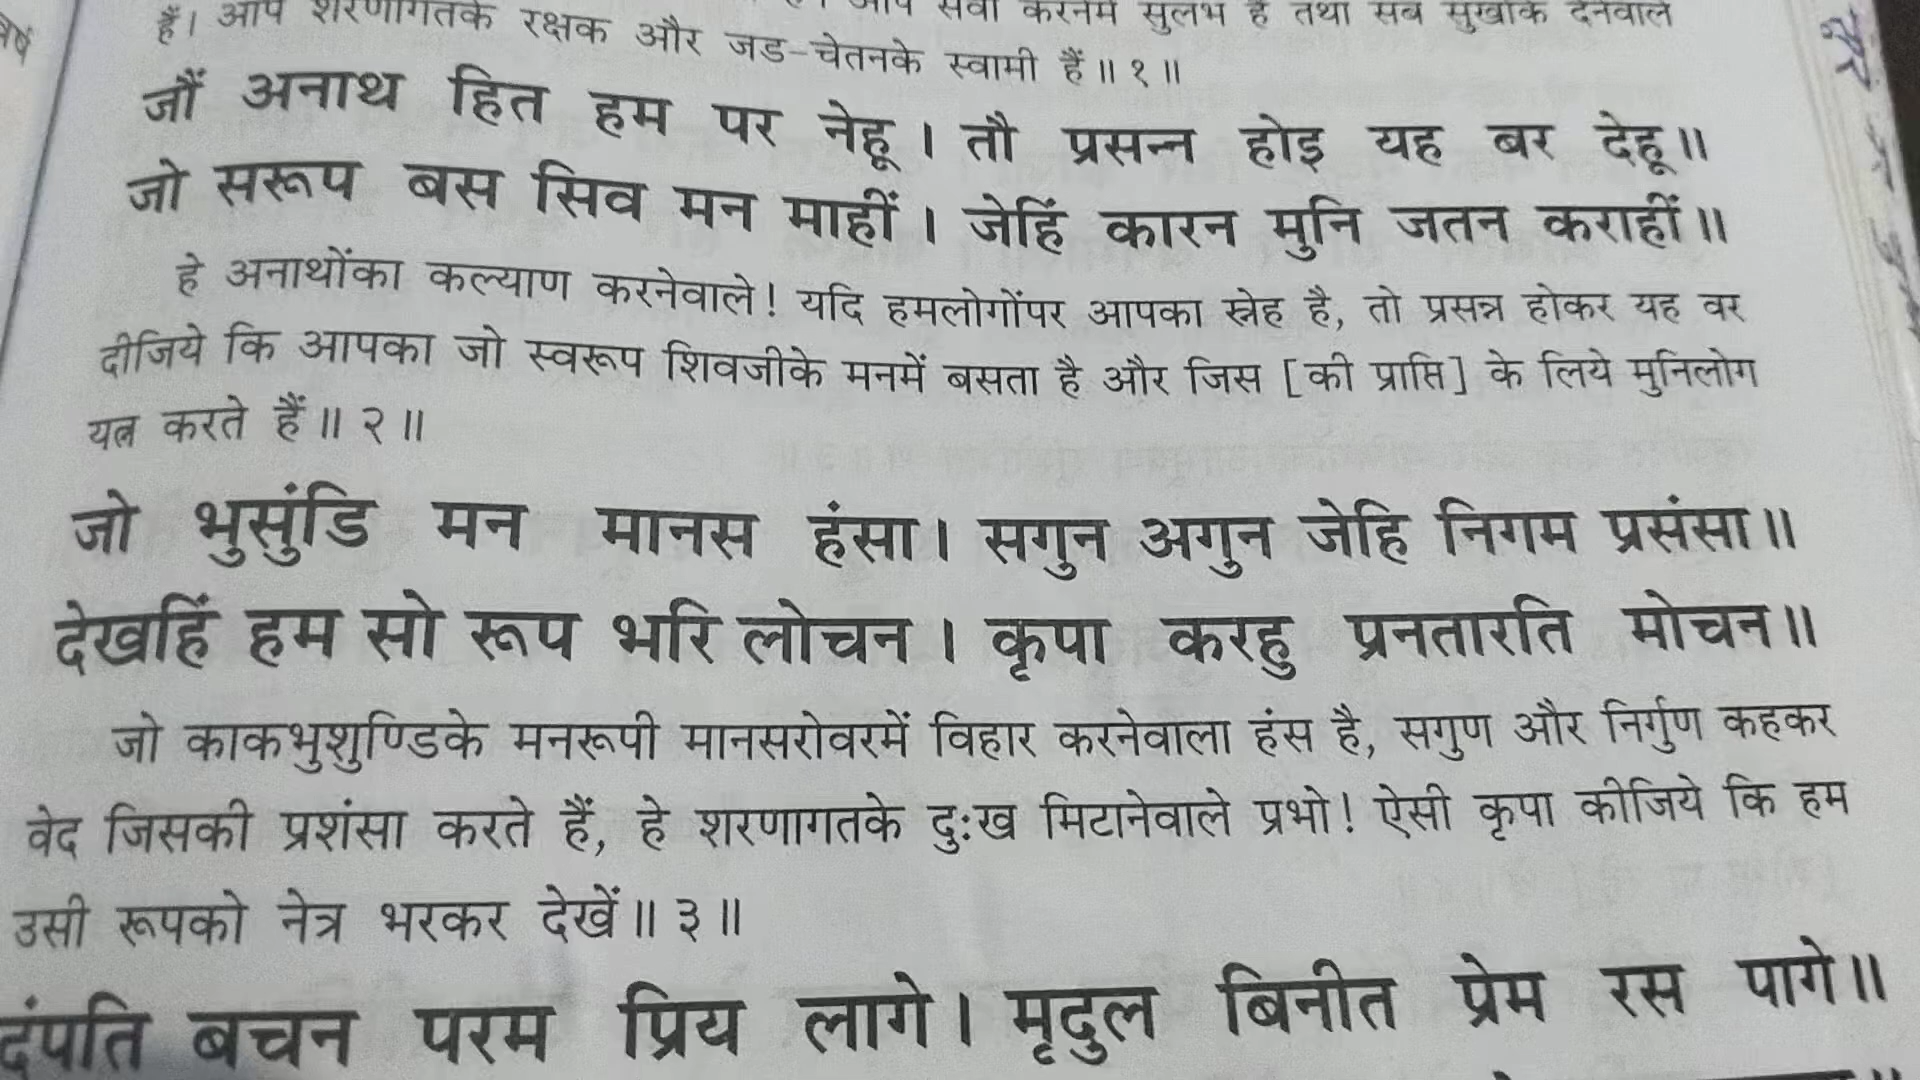 हैं। आप शरणागतके रक्षक और जड-चेतनके स्वामी हैं॥ १॥
सेवा करनेमें सुलभ हैं तथा सब सुखोंके देनेवाले
जौं अनाथ हित हम पर नेहू। तौ प्रसन्न होइ यह बर देहू॥
जो सरूप बस सिव मन माहीं। जेहिं कारन मुनि जतन कराहीं॥
हे अनाथोंका कल्याण करनेवाले! यदि हमलोगोंपर आपका स्नेह है, तो प्रसन्न होकर यह वर
दीजिये कि आपका जो स्वरूप शिवजीके मनमें बसता है और जिस [की प्राप्ति] के लिये मुनिलोग
यत्न करते हैं॥ २॥
जो भुसुंडि मन मानस हंसा। सगुन अगुन जेहि निगम प्रसंसा॥
देखहिं हम सो रूप भरि लोचन। कृपा करहु प्रनतारति मोचन॥
जो काकभुशुण्डिके मनरूपी मानसरोवरमें विहार करनेवाला हंस है, सगुण और निर्गुण कहकर
वेद जिसकी प्रशंसा करते हैं, हे शरणागतके दुःख मिटानेवाले प्रभो! ऐसी कृपा कीजिये कि हम
उसी रूपको नेत्र भरकर देखें॥ ३॥
दंपति बचन परम प्रिय लागे। मृदुल बिनीत प्रेम रस पागे॥